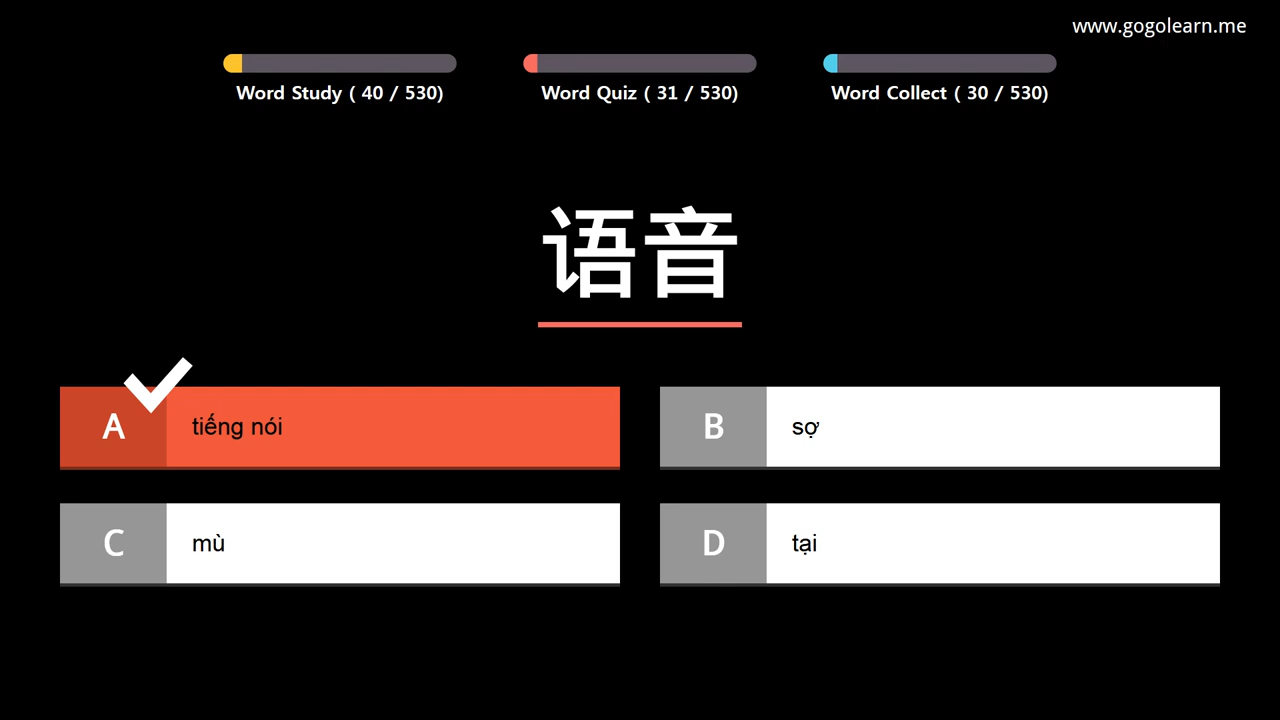 www.gogolearn.me
Word Study ( 40 / 530)
Word Quiz ( 31 / 530)
Word Collect ( 30 / 530)
语音
A tiếng nói
B sợ
C mù
D tại